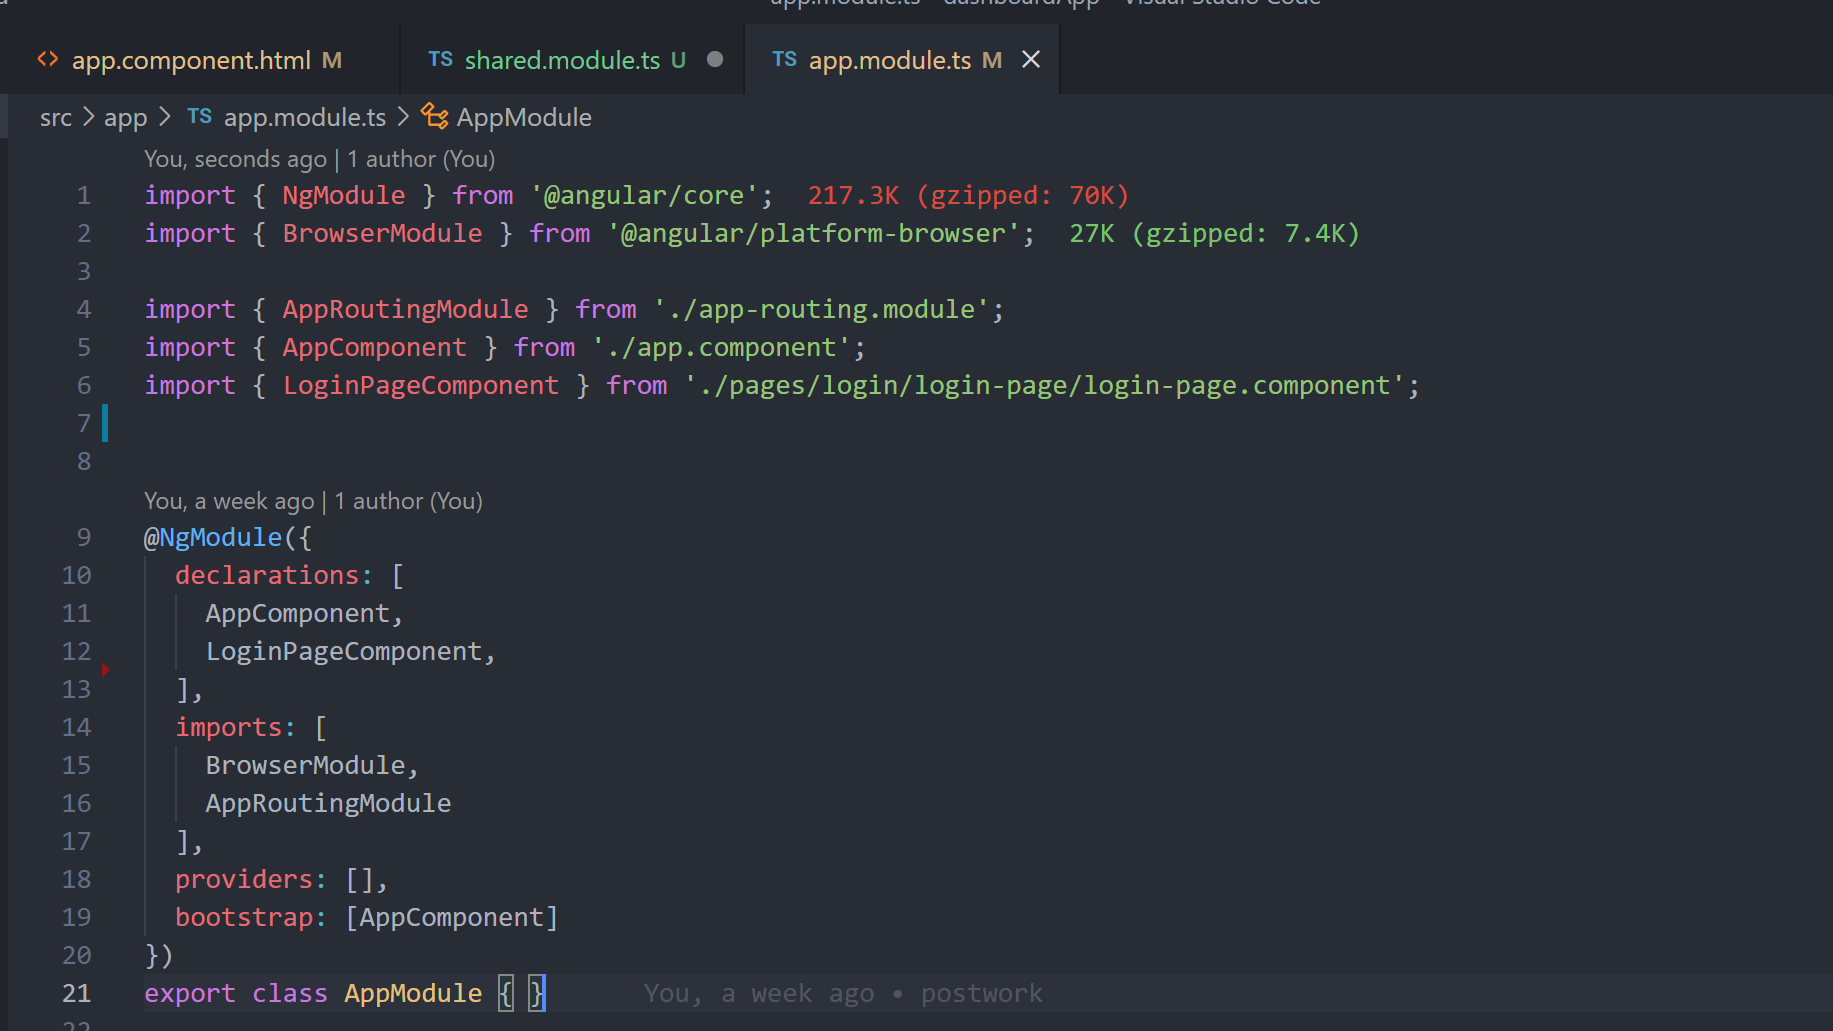 app.module.ts - dashboardApp - Visual Studio Code
<> app.component.html M TS shared.module.ts U TS app.module.ts M
src > app > TS app.module.ts > AppModule
You, seconds ago | 1 author (You)
1 import { NgModule } from '@angular/core'; 217.3K (gzipped: 70K)
2 import { BrowserModule } from '@angular/platform-browser'; 27K (gzipped: 7.4K)
3
4 import { AppRoutingModule } from './app-routing.module';
5 import { AppComponent } from './app.component';
6 import { LoginPageComponent } from './pages/login/login-page/login-page.component';
7
8
You, a week ago | 1 author (You)
9 @NgModule({
10 declarations: [
11 AppComponent,
12 LoginPageComponent,
13 ],
14 imports: [
15 BrowserModule,
16 AppRoutingModule
17 ],
18 providers: [],
19 bootstrap: [AppComponent]
20 })
21 export class AppModule { } You, a week ago • postwork
22